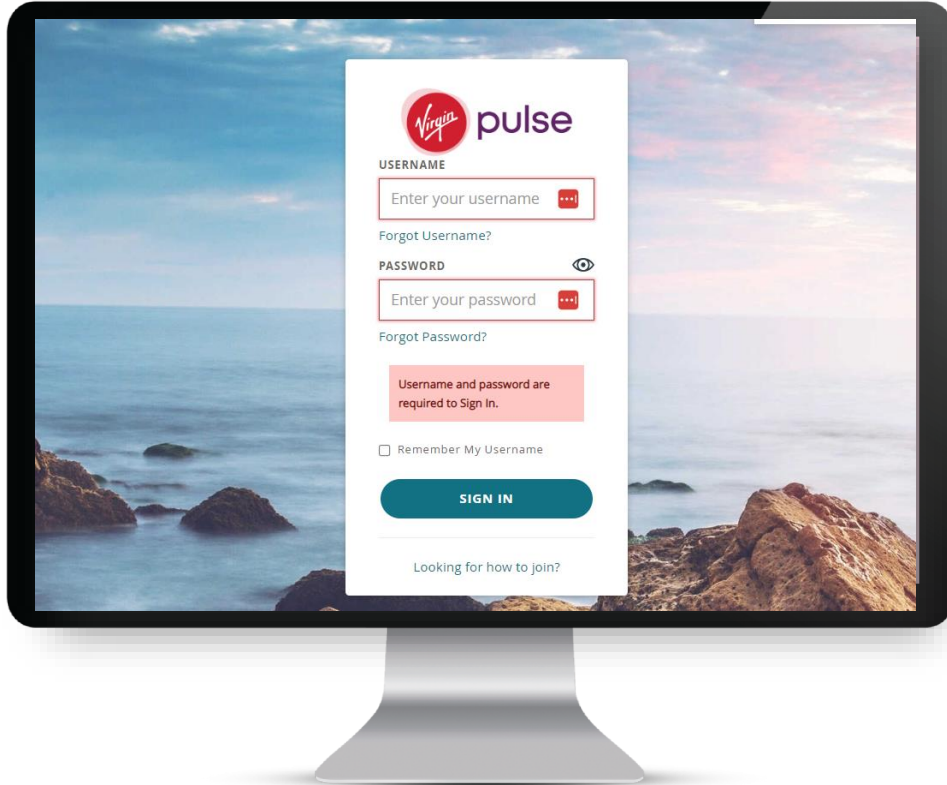 Virgin pulse
USERNAME
Enter your username
Forgot Username?
PASSWORD
Enter your password
Forgot Password?
Username and password are
required to Sign In.
Remember My Username
SIGN IN
Looking for how to join?